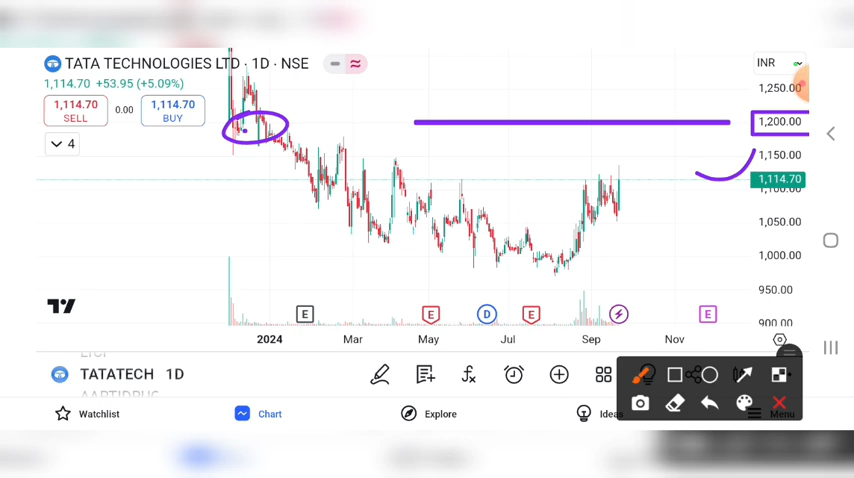 TATA TECHNOLOGIES LTD · 1D · NSE
1,114.70 +53.95 (+5.09%)
1,114.70 0.00 1,114.70
SELL BUY
4
INR
1,250.00
1,200.00
1,150.00
1,114.70
1,100.00
1,050.00
1,000.00
950.00
900.00
E E D E E
2024 Mar May Jul Sep Nov
TATATECH 1D
Watchlist Chart Explore Ideas Menu